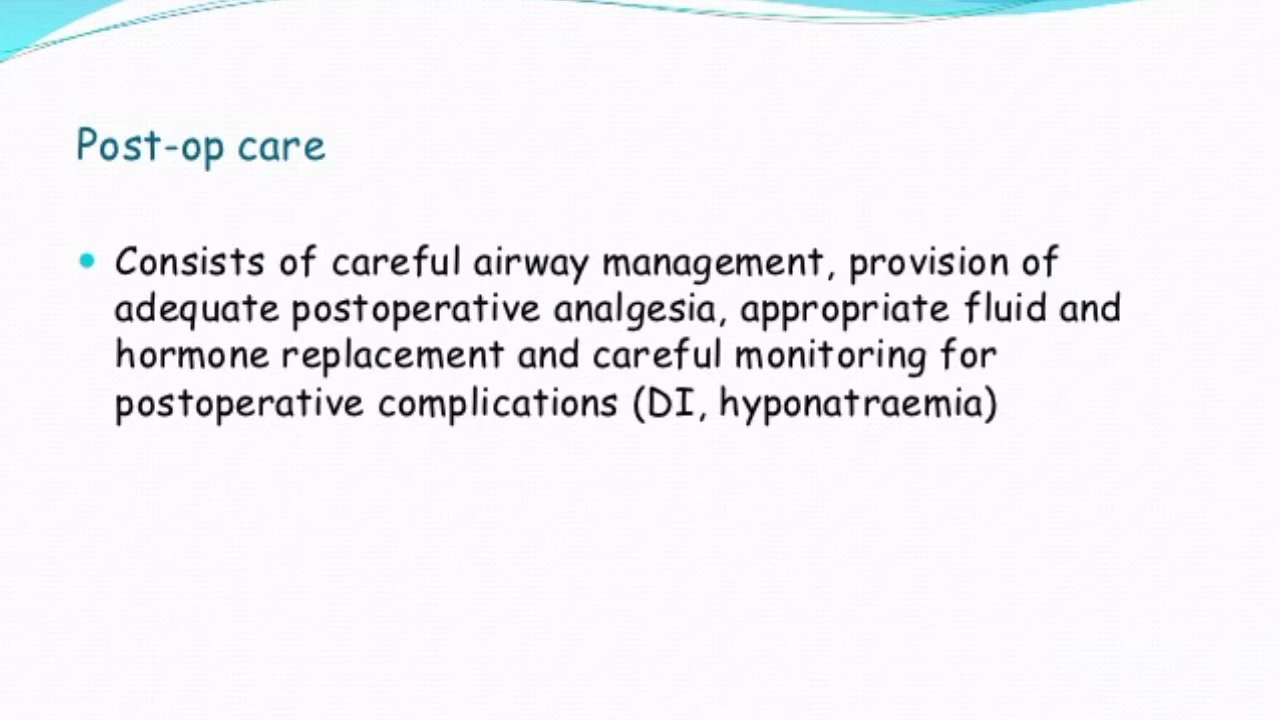 Post-op care
• Consists of careful airway management, provision of
adequate postoperative analgesia, appropriate fluid and
hormone replacement and careful monitoring for
postoperative complications (DI, hyponatraemia)